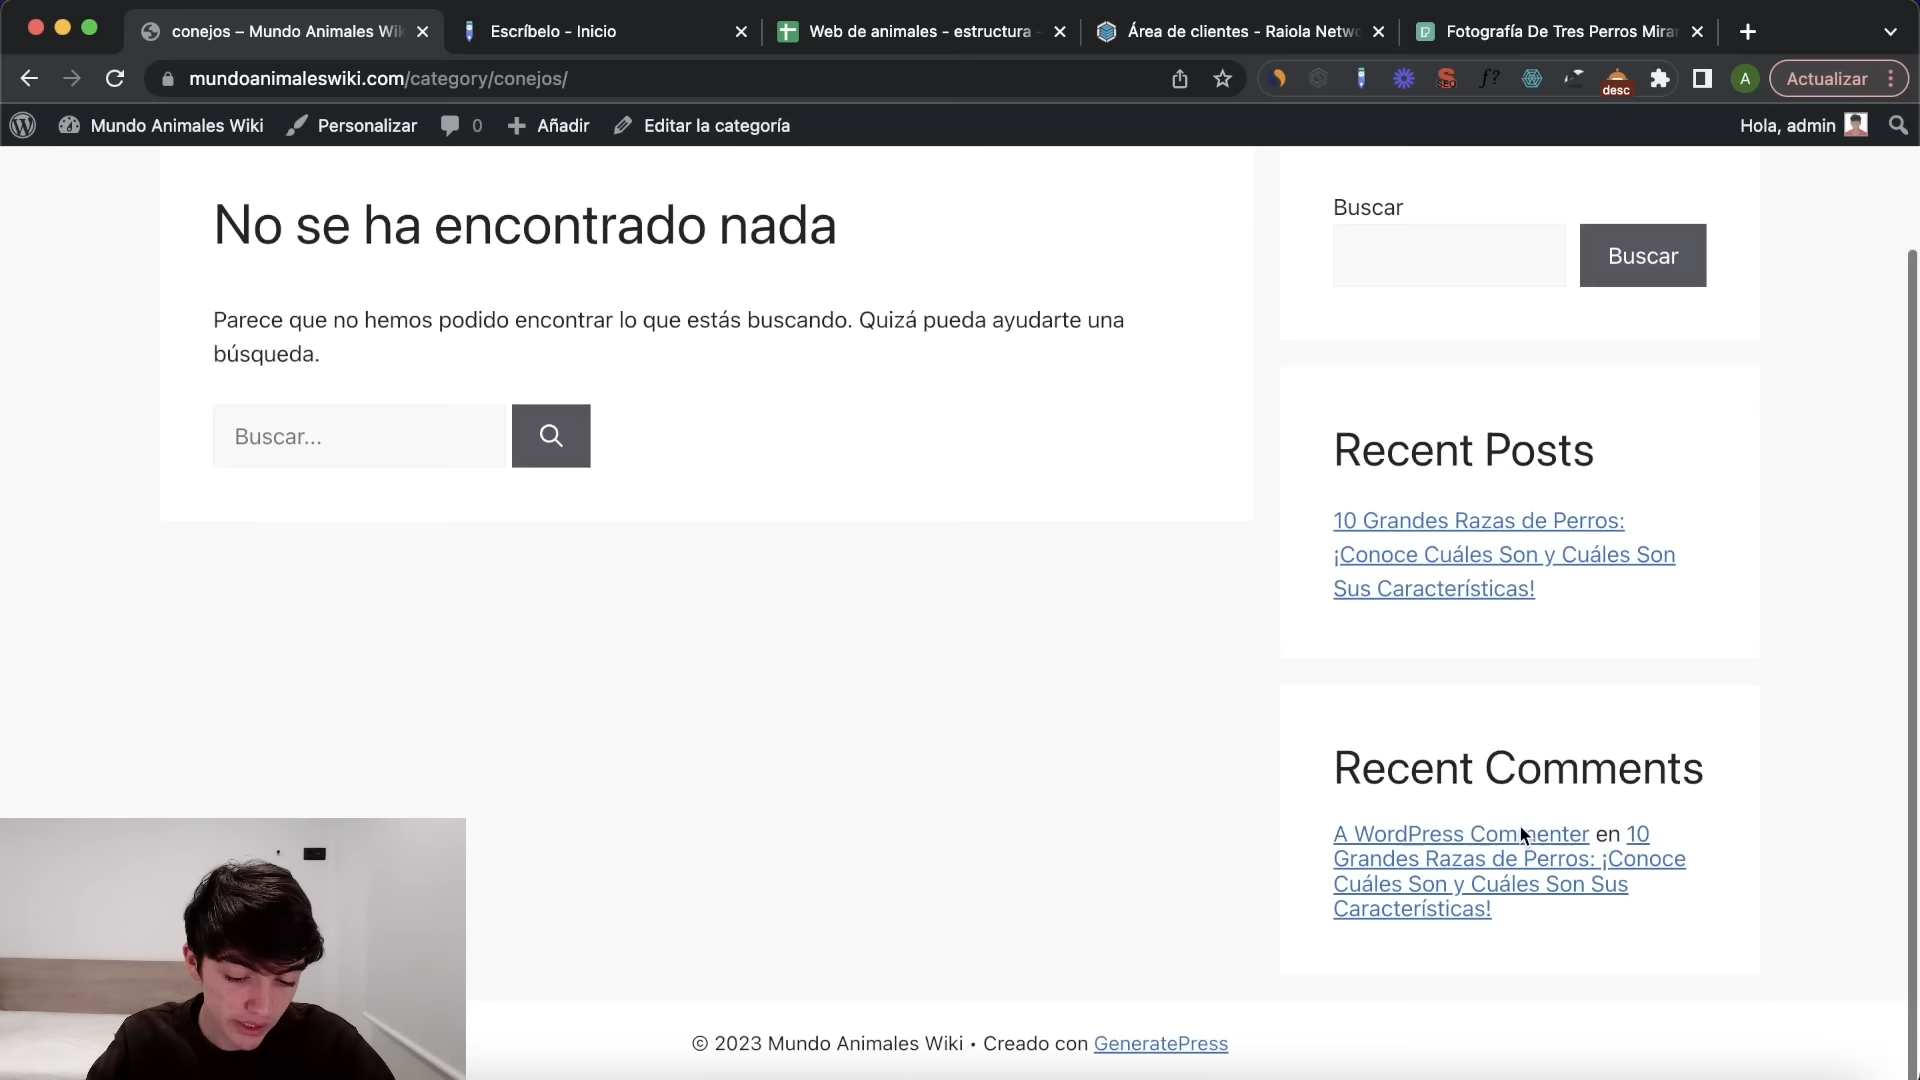 conejos – Mundo Animales Wik
Escríbelo - Inicio
Web de animales - estructura -
Área de clientes - Raiola Netwo
Fotografía De Tres Perros Mirar
mundoanimaleswiki.com/category/conejos/
SEO
f?
desc
A
Actualizar
Mundo Animales Wiki
Personalizar
0
Añadir
Editar la categoría
Hola, admin
No se ha encontrado nada
Parece que no hemos podido encontrar lo que estás buscando. Quizá pueda ayudarte una
búsqueda.
Buscar...
Buscar
Buscar
Recent Posts
10 Grandes Razas de Perros:
¡Conoce Cuáles Son y Cuáles Son
Sus Características!
Recent Comments
A WordPress Commenter en 10
Grandes Razas de Perros: ¡Conoce
Cuáles Son y Cuáles Son Sus
Características!
© 2023 Mundo Animales Wiki • Creado con GeneratePress